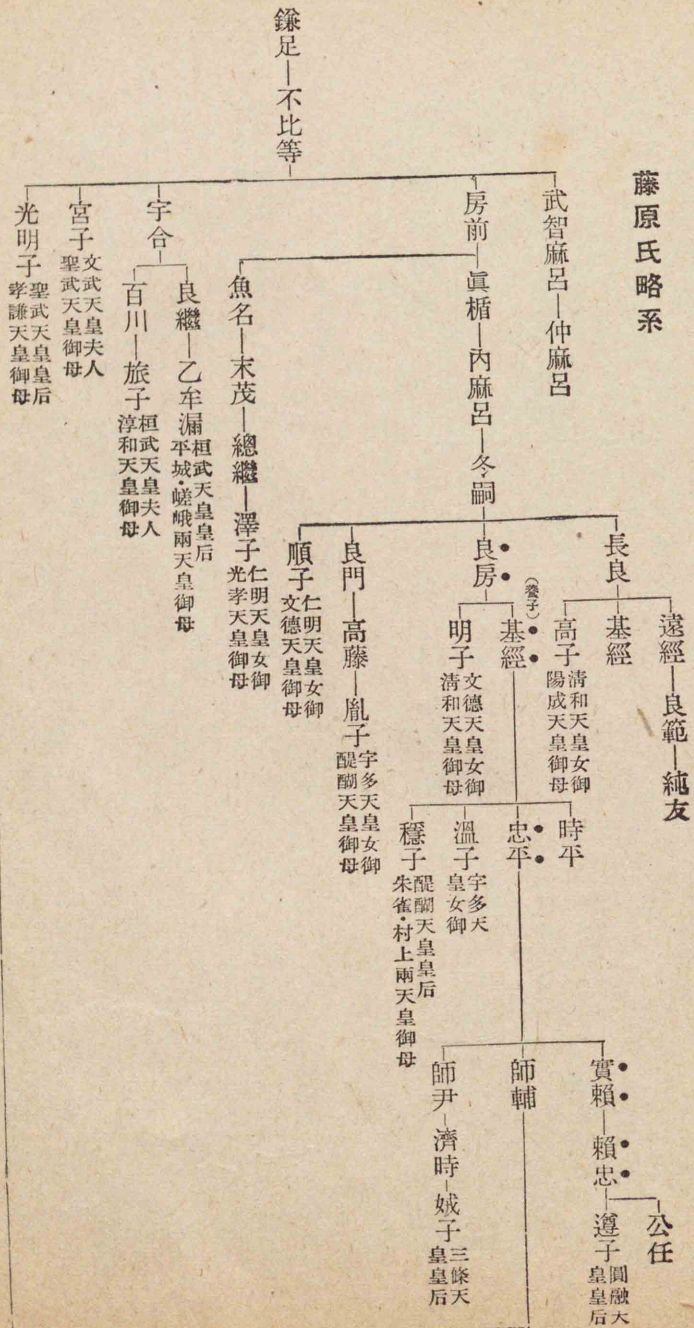 藤原氏略系
鎌足―不比等
武智麻呂―仲麻呂
房前―眞楯―內麻呂―冬嗣
長良
遠經―良範―純友
基經
高子 淸和天皇女御 陽成天皇御母
良房
(養子)
基經
時平
忠平
實賴―賴忠
公任
遵子 圓融天皇皇后
師輔
師尹―濟時―娍子 三條天皇皇后
溫子 宇多天皇女御
穩子 醍醐天皇皇后 朱雀・村上兩天皇御母
明子 文德天皇女御 淸和天皇御母
良門―高藤―胤子 宇多天皇女御 醍醐天皇御母
順子 仁明天皇女御 文德天皇御母
魚名―末茂―總繼―澤子 仁明天皇女御 光孝天皇御母
宇合
良繼―乙牟漏 桓武天皇皇后 平城・嵯峨兩天皇御母
百川―旅子 桓武天皇夫人 淳和天皇御母
宮子 文武天皇夫人 聖武天皇御母
光明子 聖武天皇皇后 孝謙天皇御母